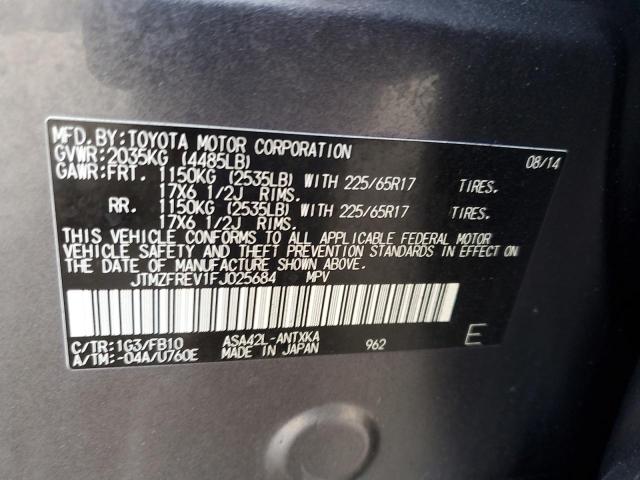 MFD.BY:TOYOTA MOTOR CORPORATION 08/14
GVWR:2035KG (4485LB)
GAWR:FRT. 1150KG (2535LB) WITH 225/65R17 TIRES.
17X6 1/2J RIMS.
RR. 1150KG (2535LB) WITH 225/65R17 TIRES.
17X6 1/2J RIMS.
THIS VEHICLE CONFORMS TO ALL APPLICABLE FEDERAL MOTOR
VEHICLE SAFETY AND THEFT PREVENTION STANDARDS IN EFFECT ON
THE DATE OF MANUFACTURE SHOWN ABOVE.
JTMZFREV1FJ025684 MPV
C/TR:1G3/FB10 ASA42L-ANTXKA
A/TM:-04A/U760E MADE IN JAPAN 962 E